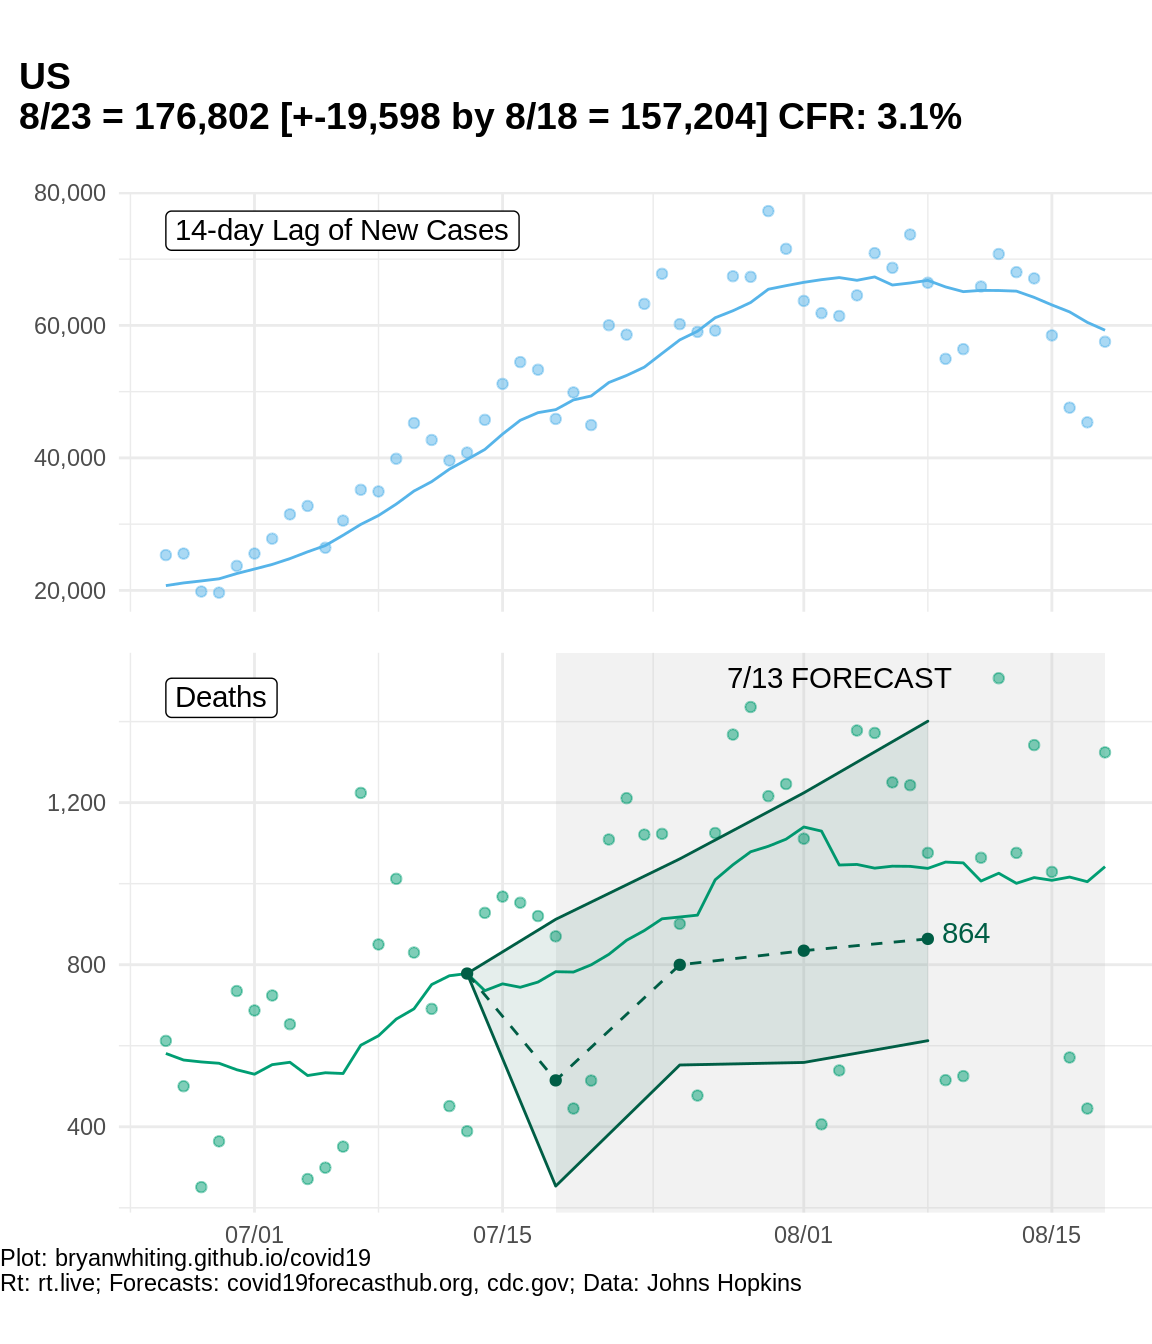 US
8/23 = 176,802 [+-19,598 by 8/18 = 157,204] CFR: 3.1%
80,000
14-day Lag of New Cases
60,000
40,000
20,000
7/13 FORECAST
Deaths
1,200
864
800
400
07/01 07/15 08/01 08/15
Plot: bryanwhiting.github.io/covid19
Rt: rt.live; Forecasts: covid19forecasthub.org, cdc.gov; Data: Johns Hopkins